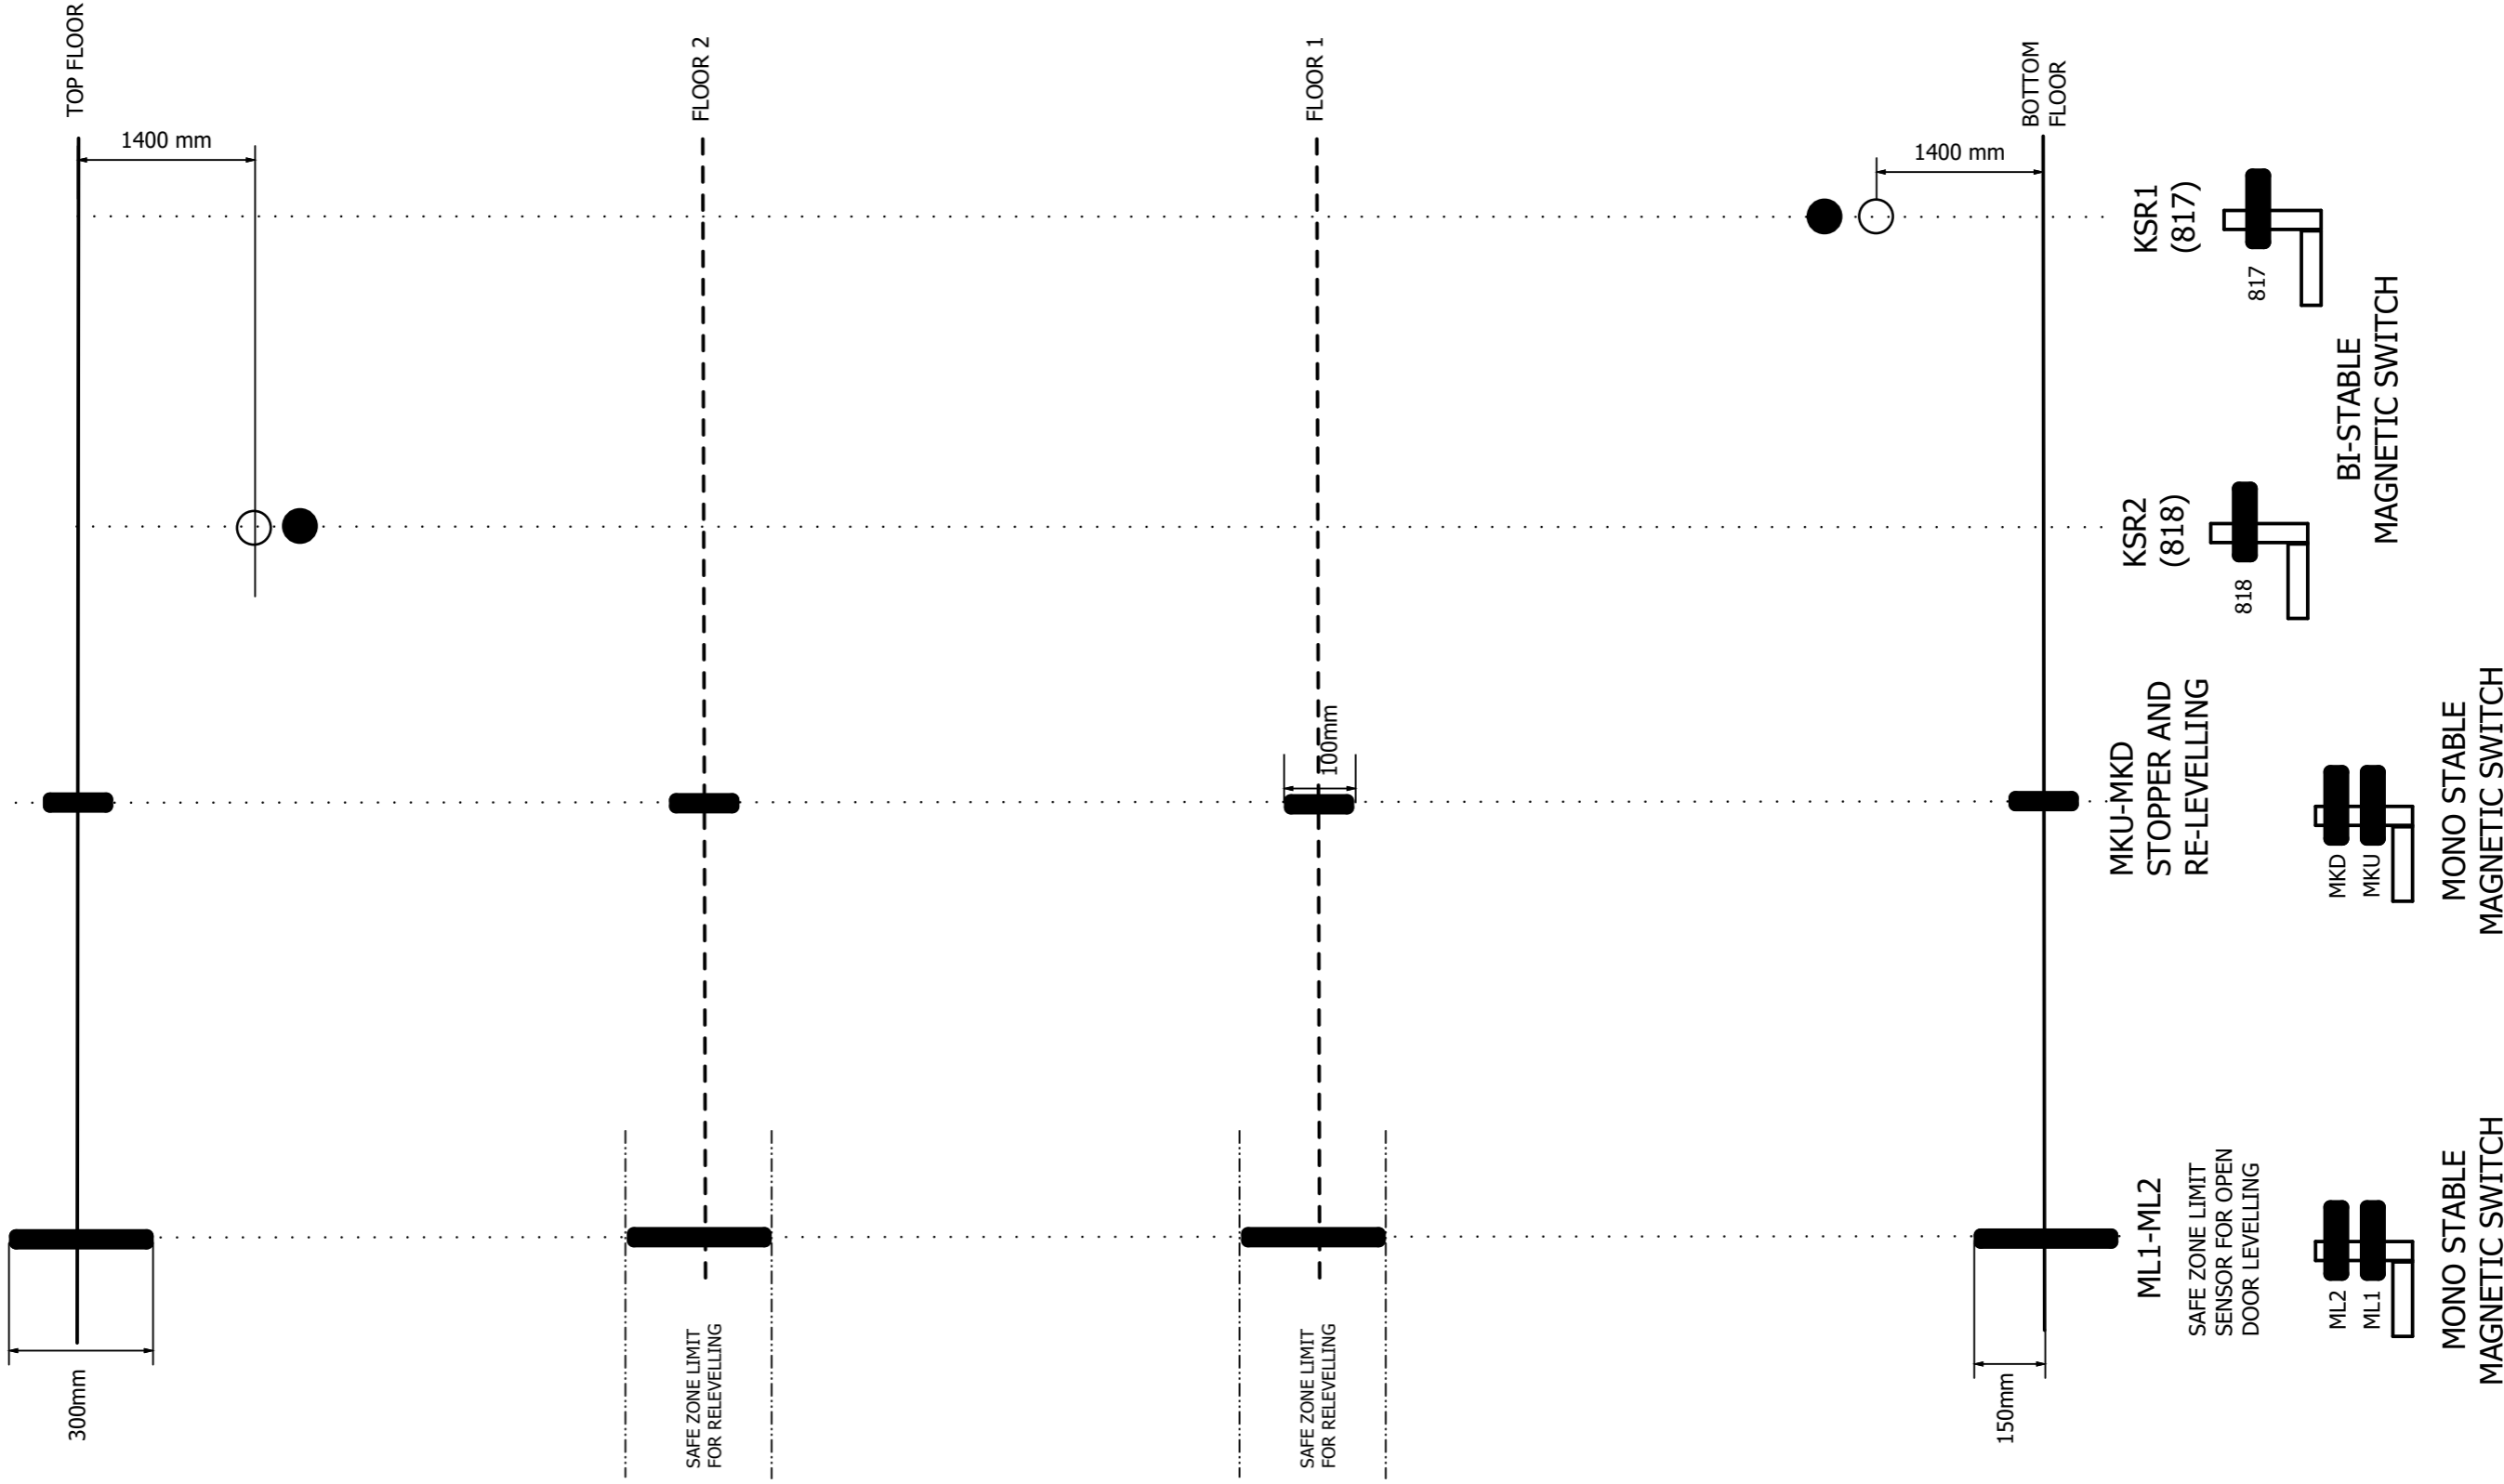 TOP FLOOR
FLOOR 2
FLOOR 1
BOTTOM
FLOOR
1400 mm
1400 mm
100mm
300mm
150mm
SAFE ZONE LIMIT
FOR RELEVELLING
SAFE ZONE LIMIT
FOR RELEVELLING
KSR1
(817)
817
KSR2
(818)
818
BI-STABLE
MAGNETIC SWITCH
MKU-MKD
STOPPER AND
RE-LEVELLING
MKD
MKU
MONO STABLE
MAGNETIC SWITCH
ML1-ML2
SAFE ZONE LIMIT
SENSOR FOR OPEN
DOOR LEVELLING
ML2
ML1
MONO STABLE
MAGNETIC SWITCH